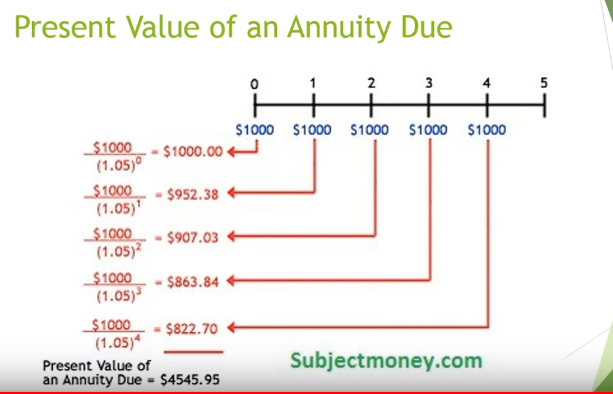 Present Value of an Annuity Due
0 1 2 3 4 5
$1000 $1000 $1000 $1000 $1000
$1000
(1.05)⁰ = $1000.00
$1000
(1.05)¹ = $952.38
$1000
(1.05)² = $907.03
$1000
(1.05)³ = $863.84
$1000
(1.05)⁴ = $822.70
Present Value of
an Annuity Due = $4545.95
Subjectmoney.com